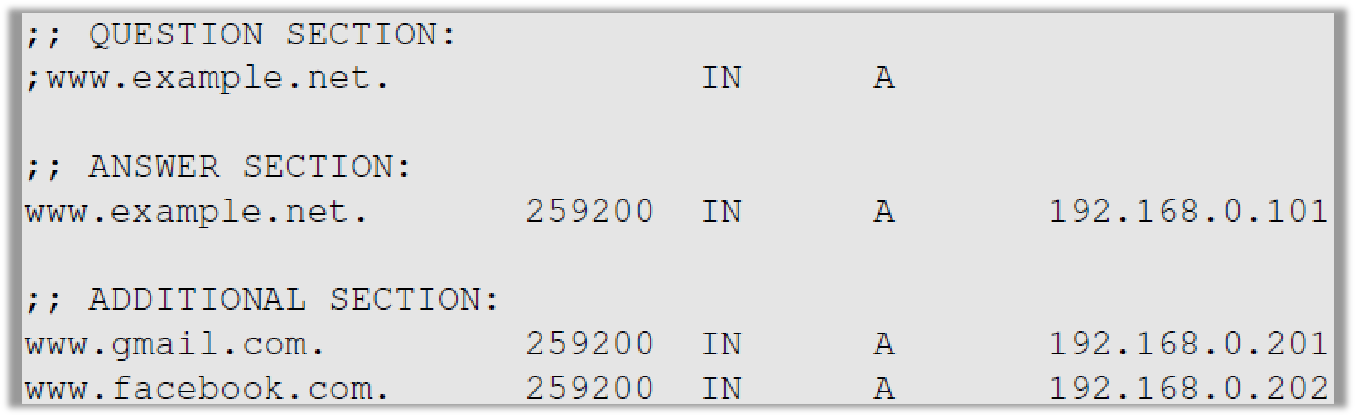 ;; QUESTION SECTION:
;www.example.net. IN A
;; ANSWER SECTION:
www.example.net. 259200 IN A 192.168.0.101
;; ADDITIONAL SECTION:
www.gmail.com. 259200 IN A 192.168.0.201
www.facebook.com. 259200 IN A 192.168.0.202